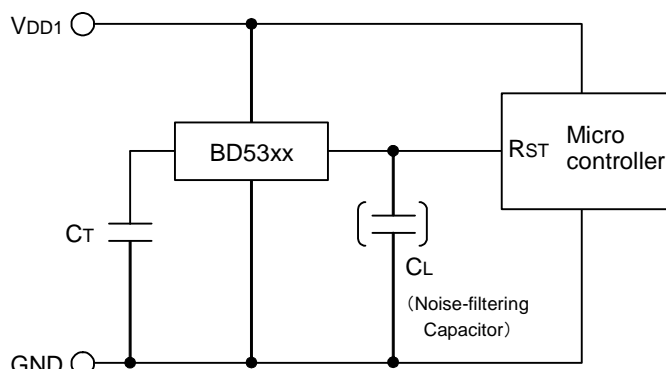 VDD1
BD53xx
RST
Micro
controller
CT
CL
（Noise-filtering
Capacitor）
GND